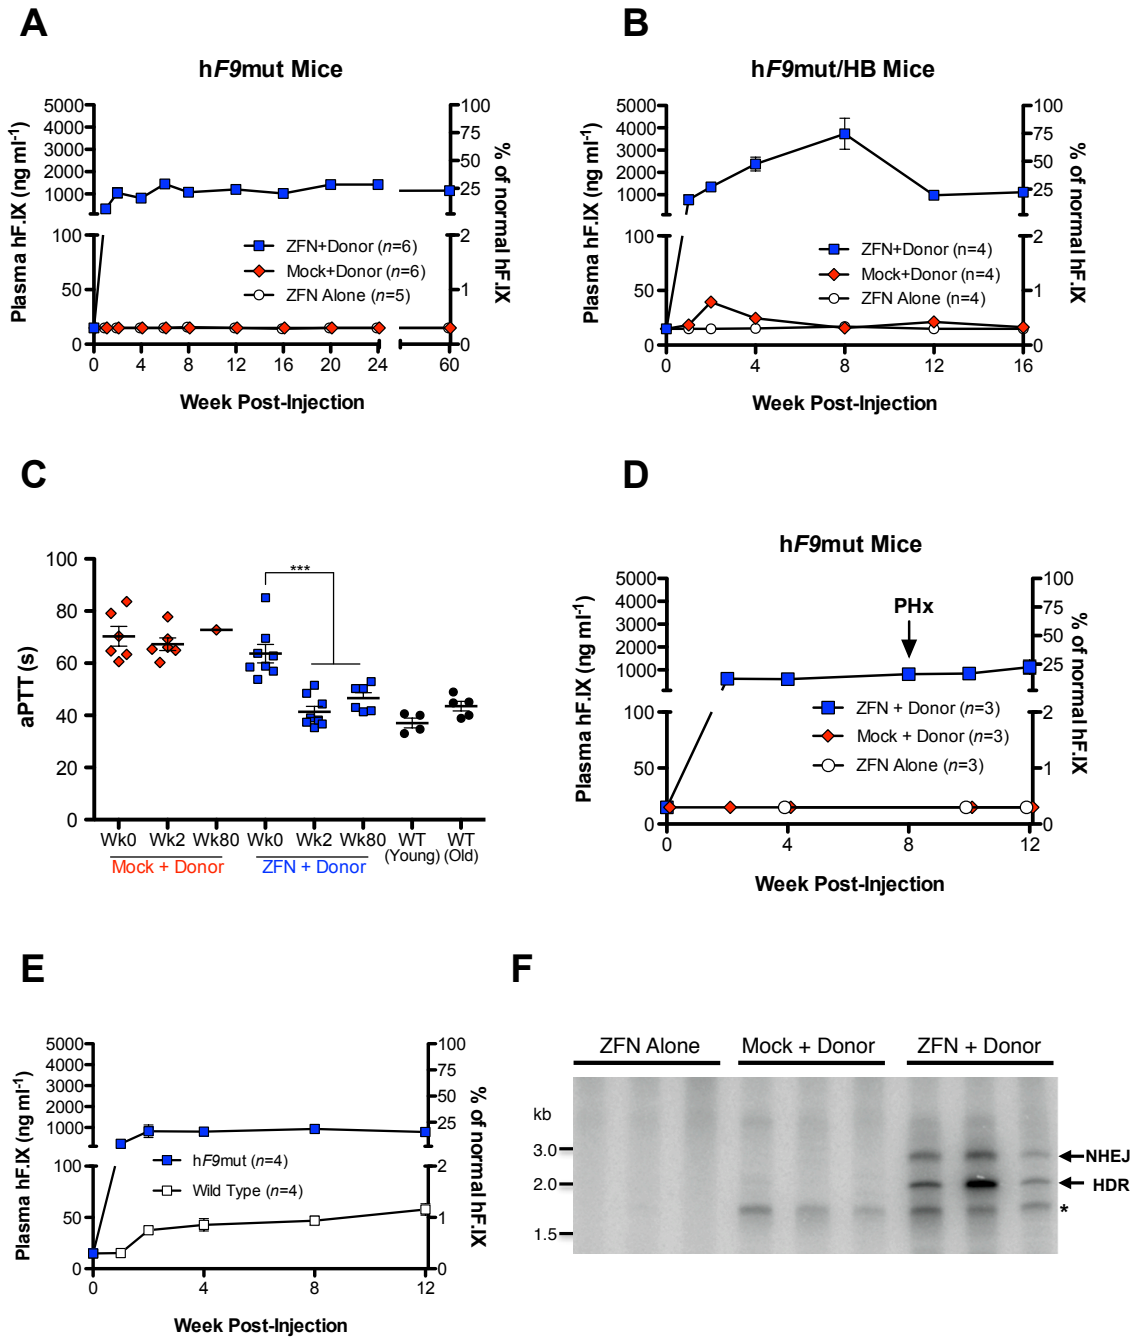 A
hF9mut Mice
Plasma hF.IX (ng ml-1)
5000
4000
3000
2000
1000
100
50
0
100
75
50
25
2
1
0
% of normal hF.IX
ZFN+Donor (n=6)
Mock+Donor (n=6)
ZFN Alone (n=5)
0 4 8 12 16 20 24 60
Week Post-Injection
B
hF9mut/HB Mice
Plasma hF.IX (ng ml-1)
5000
4000
3000
2000
1000
100
50
0
100
75
50
25
2
1
0
% of normal hF.IX
ZFN+Donor (n=4)
Mock+Donor (n=4)
ZFN Alone (n=4)
0 4 8 12 16
Week Post-Injection
C
aPTT (s)
100
80
60
40
20
0
***
Wk0 Wk2 Wk80 Wk0 Wk2 Wk80 WT WT
(Young) (Old)
Mock + Donor ZFN + Donor
D
hF9mut Mice
Plasma hF.IX (ng ml-1)
5000
4000
3000
2000
1000
100
50
0
100
75
50
25
2
1
0
% of normal hF.IX
PHx
ZFN + Donor (n=3)
Mock + Donor (n=3)
ZFN Alone (n=3)
0 4 8 12
Week Post-Injection
E
Plasma hF.IX (ng ml-1)
5000
4000
3000
2000
1000
100
50
0
100
75
50
25
2
1
0
% of normal hF.IX
hF9mut (n=4)
Wild Type (n=4)
0 4 8 12
Week Post-Injection
F
ZFN Alone Mock + Donor ZFN + Donor
kb
3.0
2.0
1.5
NHEJ
HDR
*